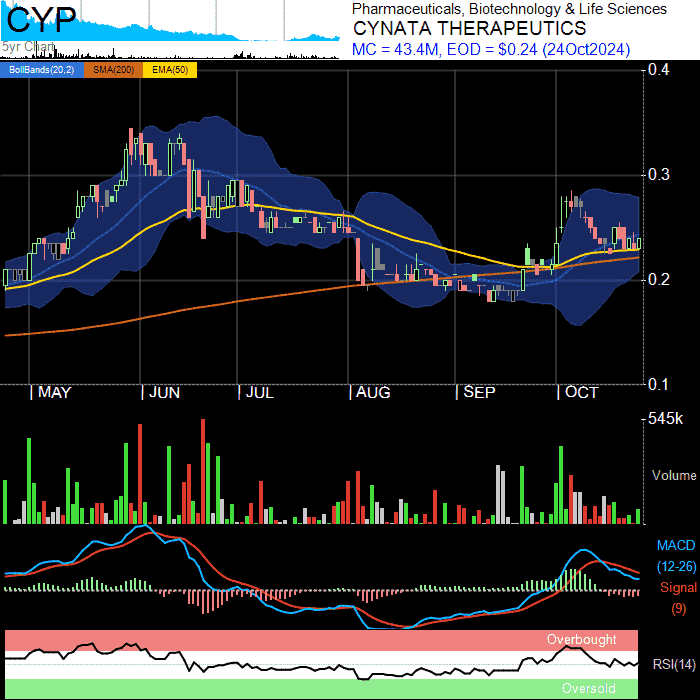 CYP
5yr Chart
Pharmaceuticals, Biotechnology & Life Sciences
CYNATA THERAPEUTICS
MC = 43.4M, EOD = $0.24 (24Oct2024)
BollBands(20,2) SMA(200) EMA(50)
0.4
0.3
0.2
0.1
| MAY | JUN | JUL | AUG | SEP | OCT
545k
Volume
MACD
(12-26)
Signal
(9)
Overbought
RSI(14)
Oversold